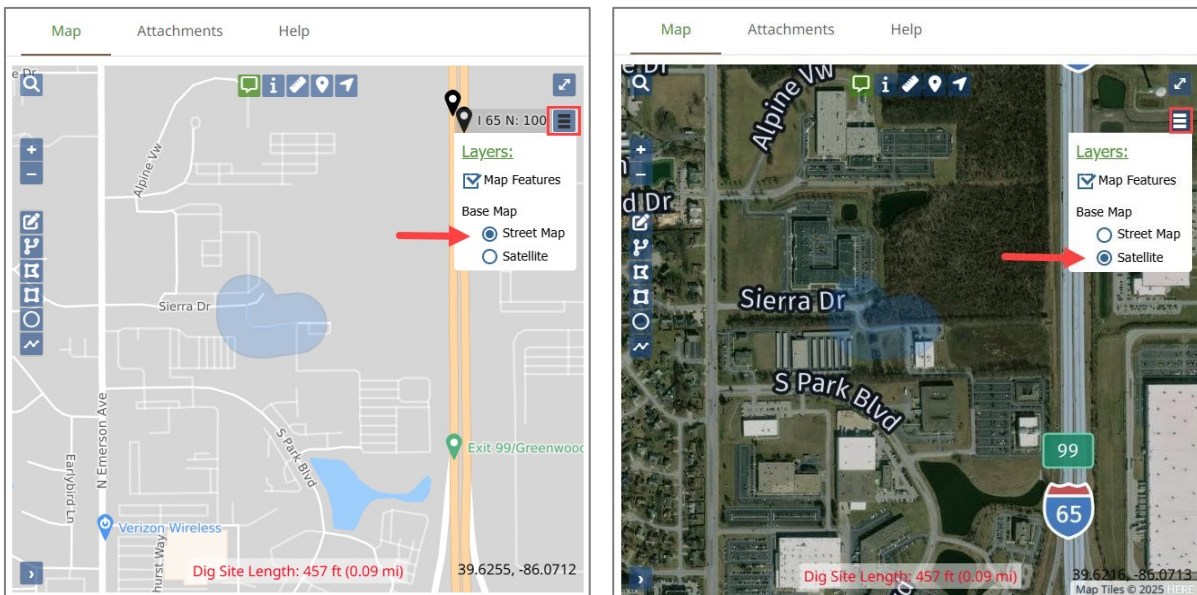 Map Attachments Help
e Dr
i
I 65 N: 100
+
−
Layers:
Map Features
Base Map
Street Map
Satellite
Alpine Vw
Sierra Dr
N Emerson Ave
S Park Blvd
Exit 99/Greenwood
Earlybird Ln
Verizon Wireless
hurst Way
Dig Site Length: 457 ft (0.09 mi)
39.6255, -86.0712
Map Attachments Help
e Dr
i
Alpine Vw
+
−
Layers:
Map Features
Base Map
Street Map
Satellite
d Dr
Sierra Dr
S Park Blvd
99
65
Dig Site Length: 457 ft (0.09 mi)
39.6216, -86.0713
Map Tiles © 2025 HERE